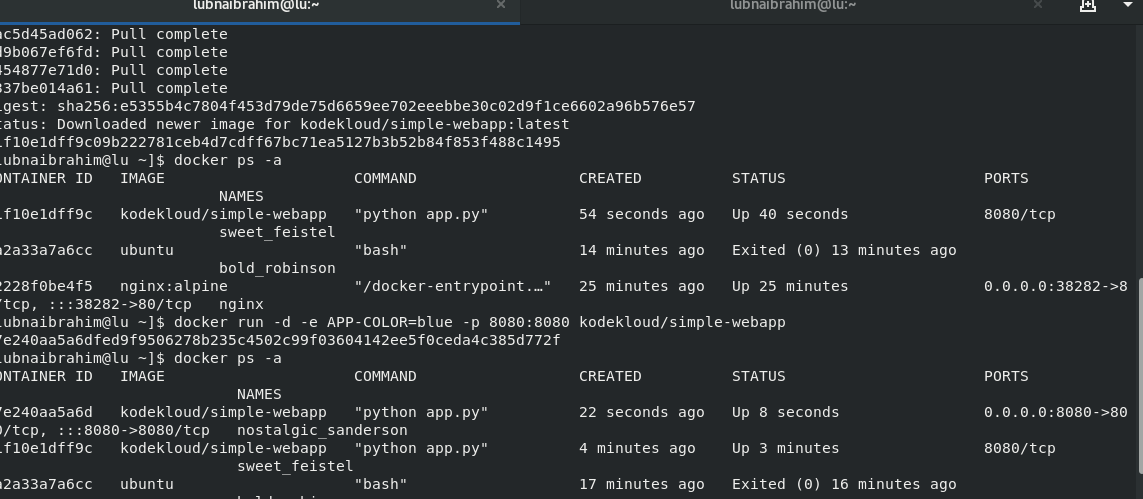 lubnaibrahim@lu:~ × lubnaibrahim@lu:~ ×
ac5d45ad062: Pull complete
d9b067ef6fd: Pull complete
454877e71d0: Pull complete
337be014a61: Pull complete
igest: sha256:e5355b4c7804f453d79de75d6659ee702eeebbe30c02d9f1ce6602a96b576e57
tatus: Downloaded newer image for kodekloud/simple-webapp:latest
1f10e1dff9c09b222781ceb4d7cdff67bc71ea5127b3b52b84f853f488c1495
lubnaibrahim@lu ~]$ docker ps -a
ONTAINER ID IMAGE COMMAND CREATED STATUS PORTS
NAMES
1f10e1dff9c kodekloud/simple-webapp "python app.py" 54 seconds ago Up 40 seconds 8080/tcp
sweet_feistel
a2a33a7a6cc ubuntu "bash" 14 minutes ago Exited (0) 13 minutes ago
bold_robinson
2228f0be4f5 nginx:alpine "/docker-entrypoint.…" 25 minutes ago Up 25 minutes 0.0.0.0:38282->8
/tcp, :::38282->80/tcp nginx
lubnaibrahim@lu ~]$ docker run -d -e APP-COLOR=blue -p 8080:8080 kodekloud/simple-webapp
7e240aa5a6dfed9f9506278b235c4502c99f03604142ee5f0ceda4c385d772f
lubnaibrahim@lu ~]$ docker ps -a
ONTAINER ID IMAGE COMMAND CREATED STATUS PORTS
NAMES
7e240aa5a6d kodekloud/simple-webapp "python app.py" 22 seconds ago Up 8 seconds 0.0.0.0:8080->80
0/tcp, :::8080->8080/tcp nostalgic_sanderson
1f10e1dff9c kodekloud/simple-webapp "python app.py" 4 minutes ago Up 3 minutes 8080/tcp
sweet_feistel
a2a33a7a6cc ubuntu "bash" 17 minutes ago Exited (0) 16 minutes ago